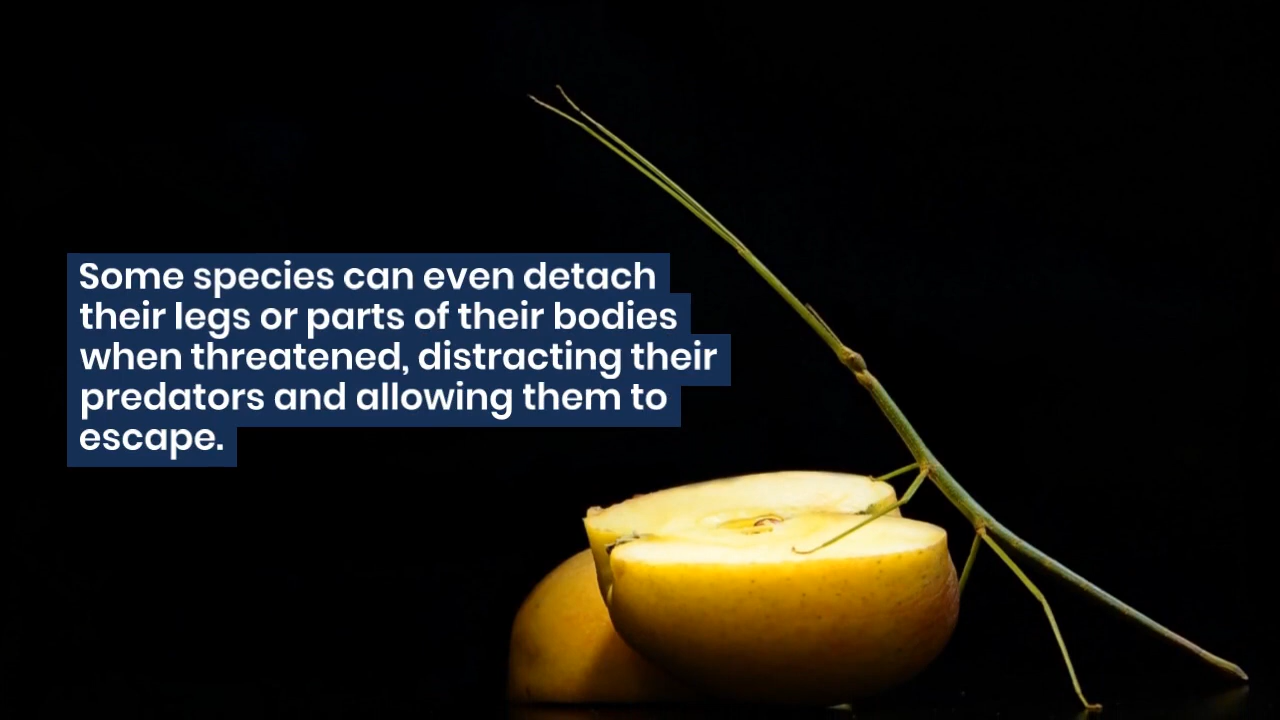 Some species can even detach
their legs or parts of their bodies
when threatened, distracting their
predators and allowing them to
escape.